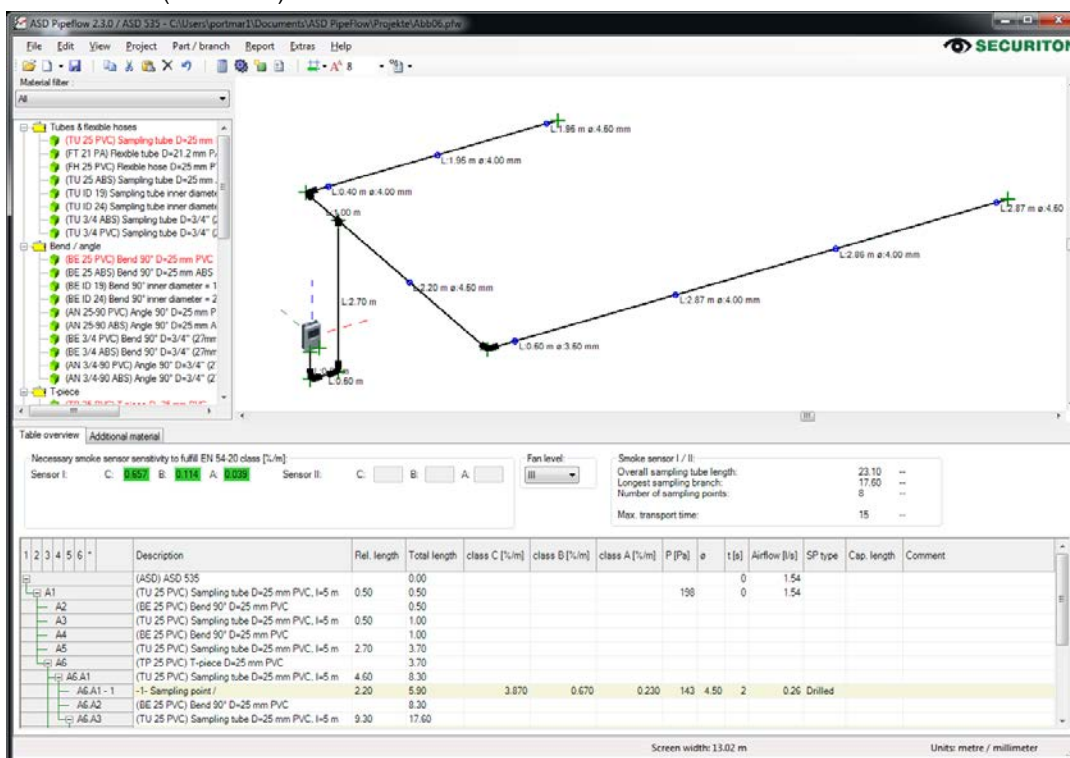 ASD Pipeflow 2.3.0 / ASD 535 - C:\Users\portmar1\Documents\ASD PipeFlow\Projekte\Abb06.pfw
File Edit View Project Part / branch Report Extras Help
SECURITON
8
Material filter :
All
Tubes & flexible hoses
(TU 25 PVC) Sampling tube D=25 mm
(FT 21 PA) Flexible tube D=21.2 mm P
(FH 25 PVC) Flexible hose D=25 mm P
(TU 25 ABS) Sampling tube D=25 mm
(TU ID 19) Sampling tube inner diamete
(TU ID 24) Sampling tube inner diamete
(TU 3/4 ABS) Sampling tube D=3/4" (2
(TU 3/4 PVC) Sampling tube D=3/4" (2
Bend / angle
(BE 25 PVC) Bend 90° D=25 mm PVC
(BE 25 ABS) Bend 90° D=25 mm ABS
(BE ID 19) Bend 90° inner diameter = 1
(BE ID 24) Bend 90° inner diameter = 2
(AN 25-90 PVC) Angle 90° D=25 mm P
(AN 25-90 ABS) Angle 90° D=25 mm A
(BE 3/4 PVC) Bend 90° D=3/4" (27mm
(BE 3/4 ABS) Bend 90° D=3/4" (27mm
(AN 3/4-90 PVC) Angle 90° D=3/4" (2
(AN 3/4-90 ABS) Angle 90° D=3/4" (2
T-piece
L:1.95 m ø:4.00 mm
L:0.40 m ø:4.00 mm
L:2.87 m ø:4.50
L:2.86 m ø:4.00 mm
L:2.20 m ø:4.50 mm
L:2.70 m
L:2.87 m ø:4.00 mm
L:0.50 m
Table overview Additional material
Necessary smoke sensor sensitivity to fulfill EN 54-20 class [%/m]:
Sensor I: C: 0.657 B: 0.114 A: 0.039 Sensor II: C: B: A:
Fan level:
III
Smoke sensor I / II:
Overall sampling tube length: 23.10 --
Longest sampling branch: 17.60 --
Number of sampling points: 8 --
Max. transport time: 15 --
1 2 3 4 5 6 * Description Rel. length Total length class C [%/m] class B [%/m] class A [%/m] P [Pa] ø t [s] Airflow [l/s] SP type Cap. length Comment
(ASD) ASD 535 0.00 0 1.54
A1 (TU 25 PVC) Sampling tube D=25 mm PVC, l=5 m 0.50 0.50 198 0 1.54
A2 (BE 25 PVC) Bend 90° D=25 mm PVC 0.50
A3 (TU 25 PVC) Sampling tube D=25 mm PVC, l=5 m 0.50 1.00
A4 (BE 25 PVC) Bend 90° D=25 mm PVC 1.00
A5 (TU 25 PVC) Sampling tube D=25 mm PVC, l=5 m 2.70 3.70
A6 (TP 25 PVC) T-piece D=25 mm PVC 3.70
A6.A1 (TU 25 PVC) Sampling tube D=25 mm PVC, l=5 m 4.60 8.30
A6.A1 - 1 -1- Sampling point / 2.20 5.90 3.870 0.670 0.230 143 4.50 2 0.26 Drilled
A6.A2 (BE 25 PVC) Bend 90° D=25 mm PVC 8.30
A6.A3 (TU 25 PVC) Sampling tube D=25 mm PVC, l=5 m 9.30 17.60
Screen width: 13.02 m Units: metre / millimeter